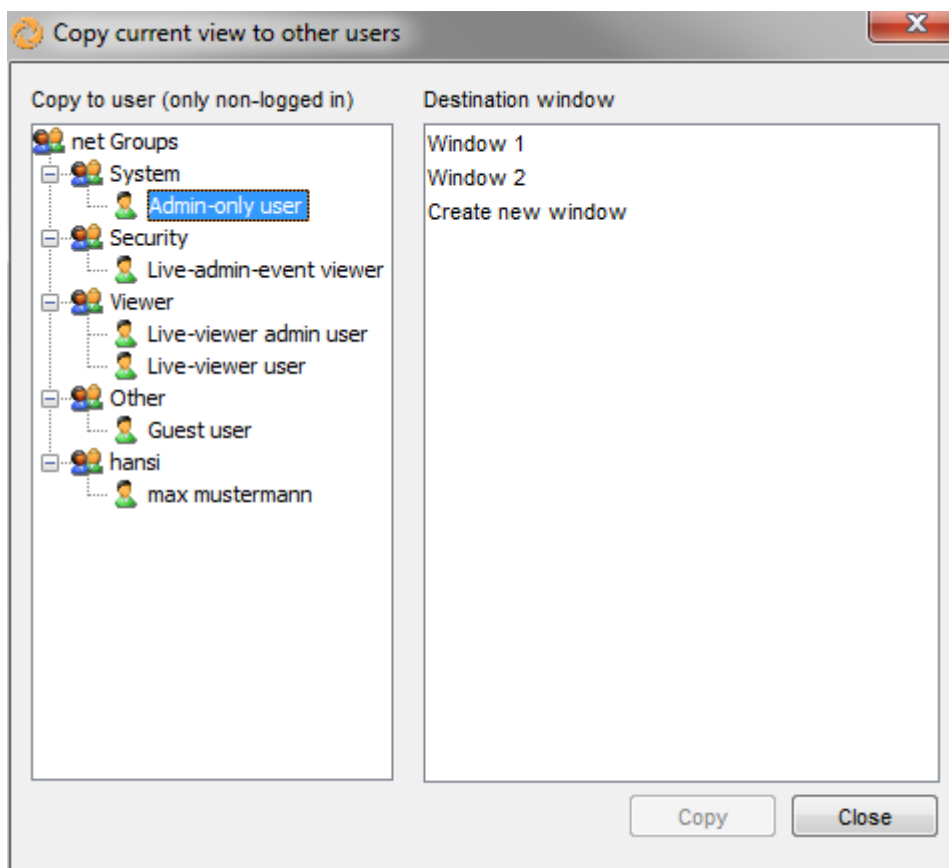 Copy current view to other users
Copy to user (only non-logged in)
net Groups
System
Admin-only user
Security
Live-admin-event viewer
Viewer
Live-viewer admin user
Live-viewer user
Other
Guest user
hansi
max mustermann
Destination window
Window 1
Window 2
Create new window
Copy
Close